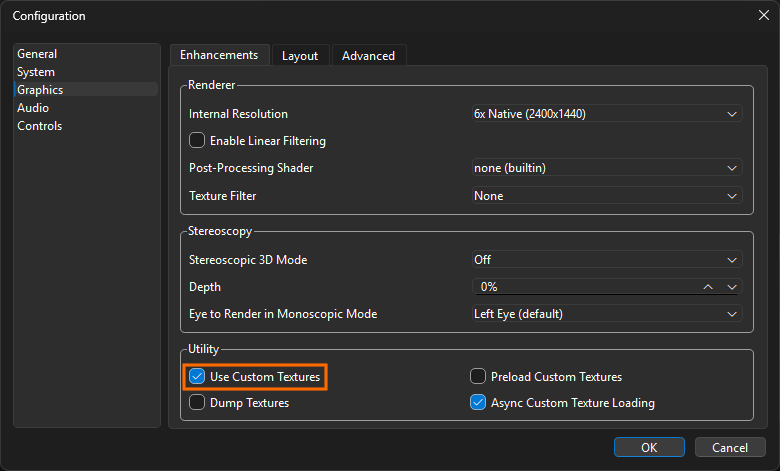 Configuration
General
System
Graphics
Audio
Controls
Enhancements
Layout
Advanced
Renderer
Internal Resolution
6x Native (2400x1440)
Enable Linear Filtering
Post-Processing Shader
none (builtin)
Texture Filter
None
Stereoscopy
Stereoscopic 3D Mode
Off
Depth
0%
Eye to Render in Monoscopic Mode
Left Eye (default)
Utility
Use Custom Textures
Preload Custom Textures
Dump Textures
Async Custom Texture Loading
OK
Cancel